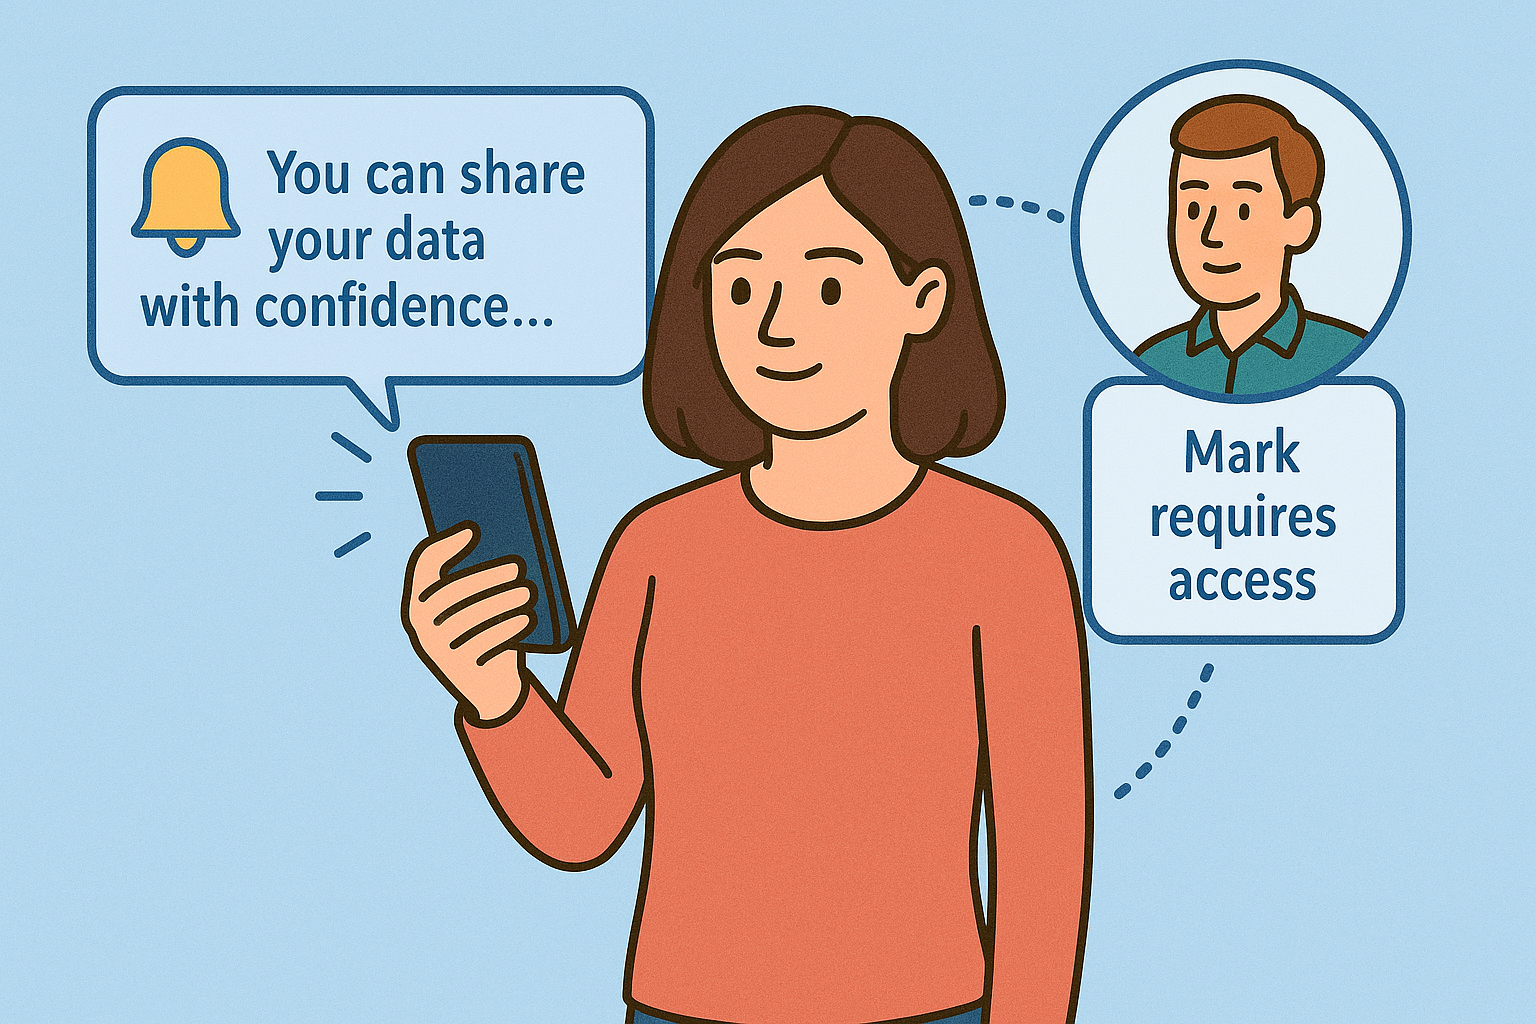 You can share
your data
with confidence...
Mark
requires
access